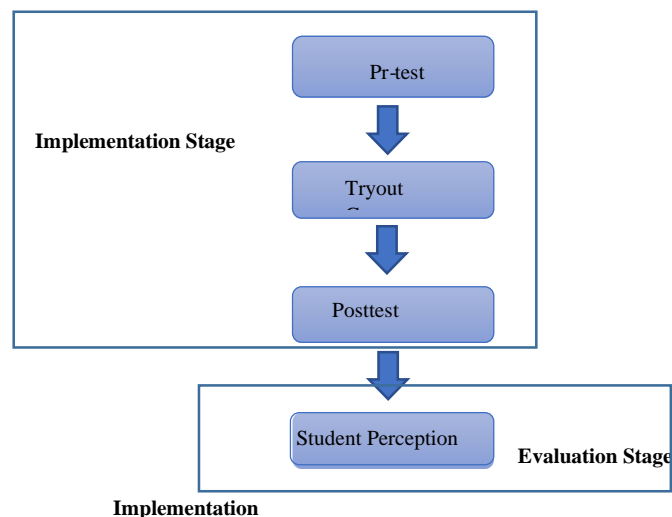 Pr-test
Implementation Stage
Tryout
Posttest
Student Perception
Evaluation Stage
Implementation